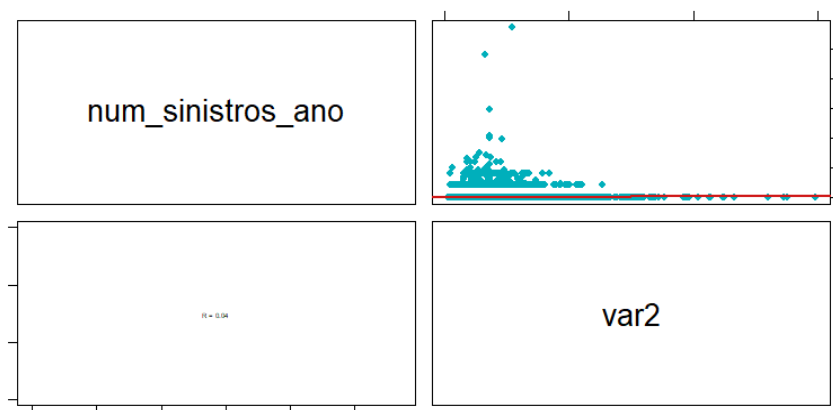 num_sinistros_ano
R = 0.04
var2